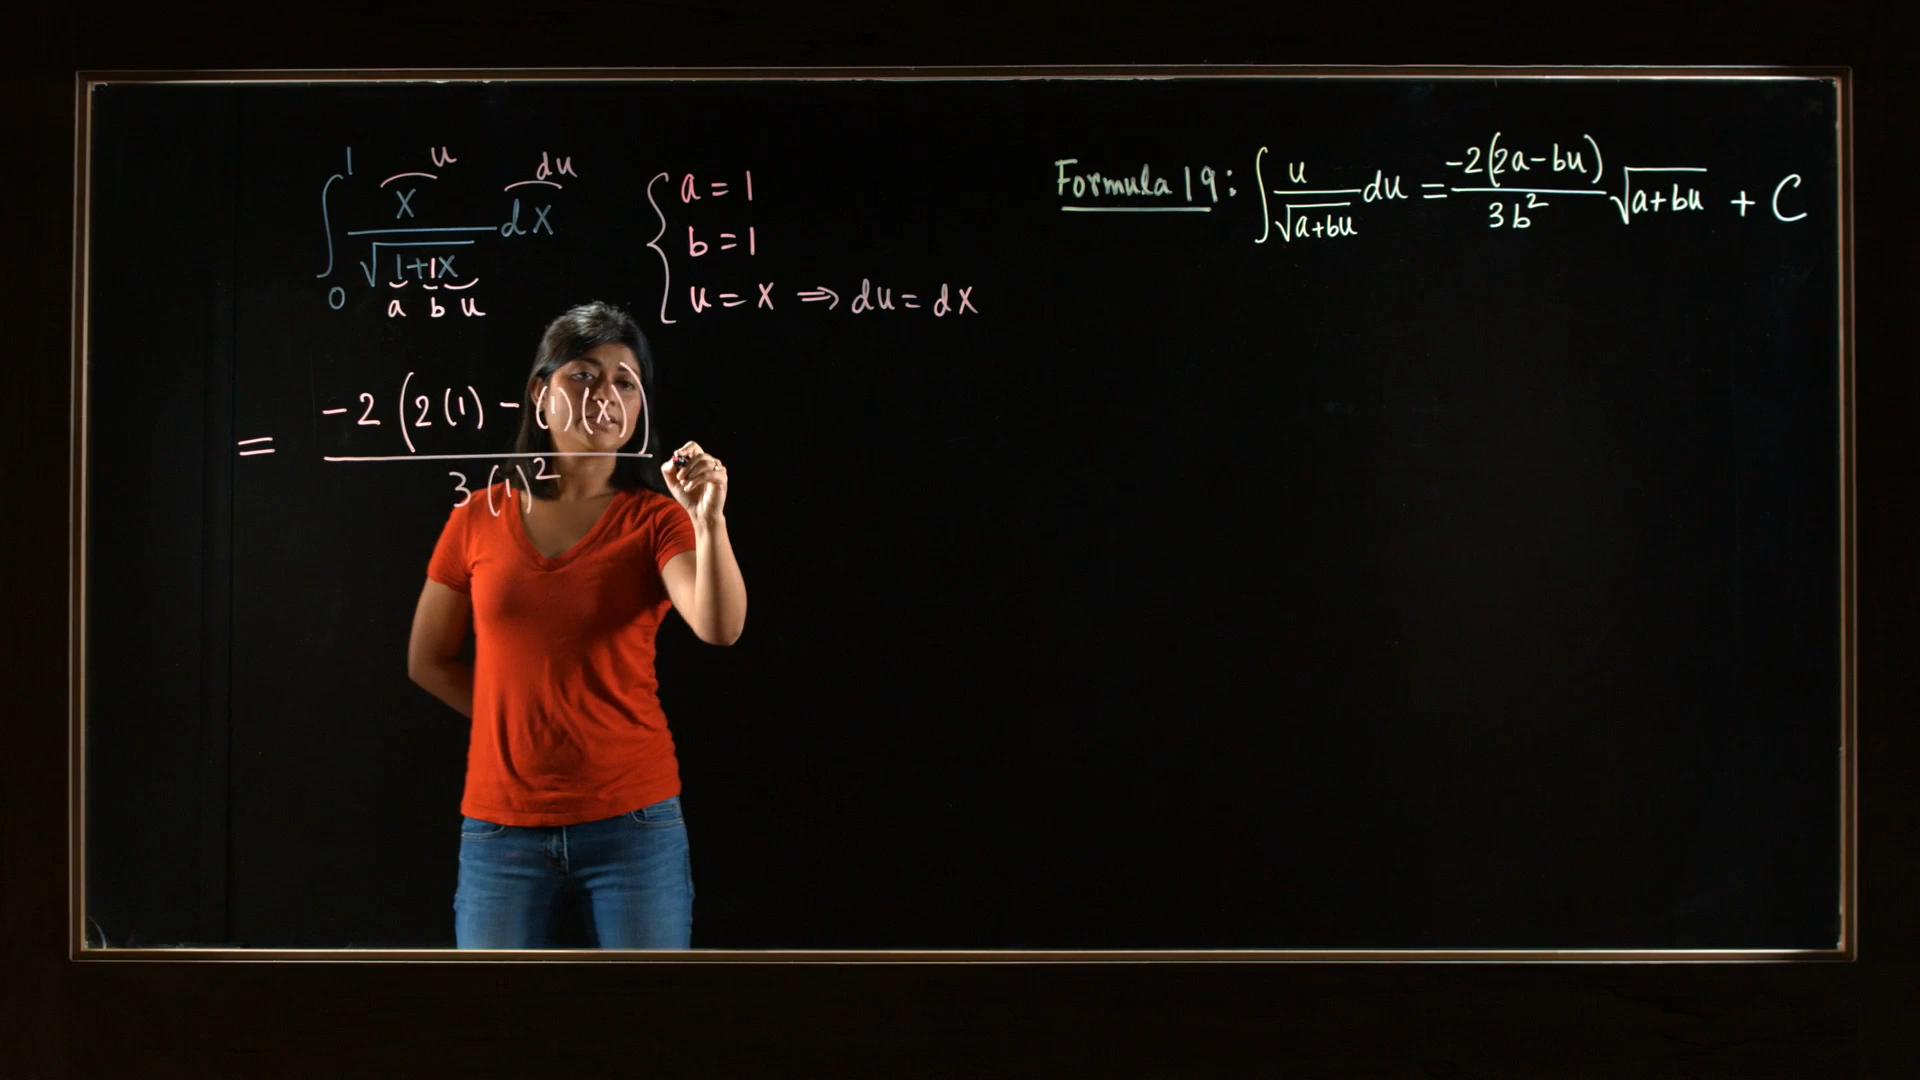 ∫₀¹ x/√(1+1x) dx
u
du
a b u
{ a = 1
b = 1
u = x ⇒ du = dx
Formula 19: ∫ u/√(a+bu) du = -2(2a-bu)/3b² √(a+bu) + C
= -2(2(1) - (1)(x))/3(1)²